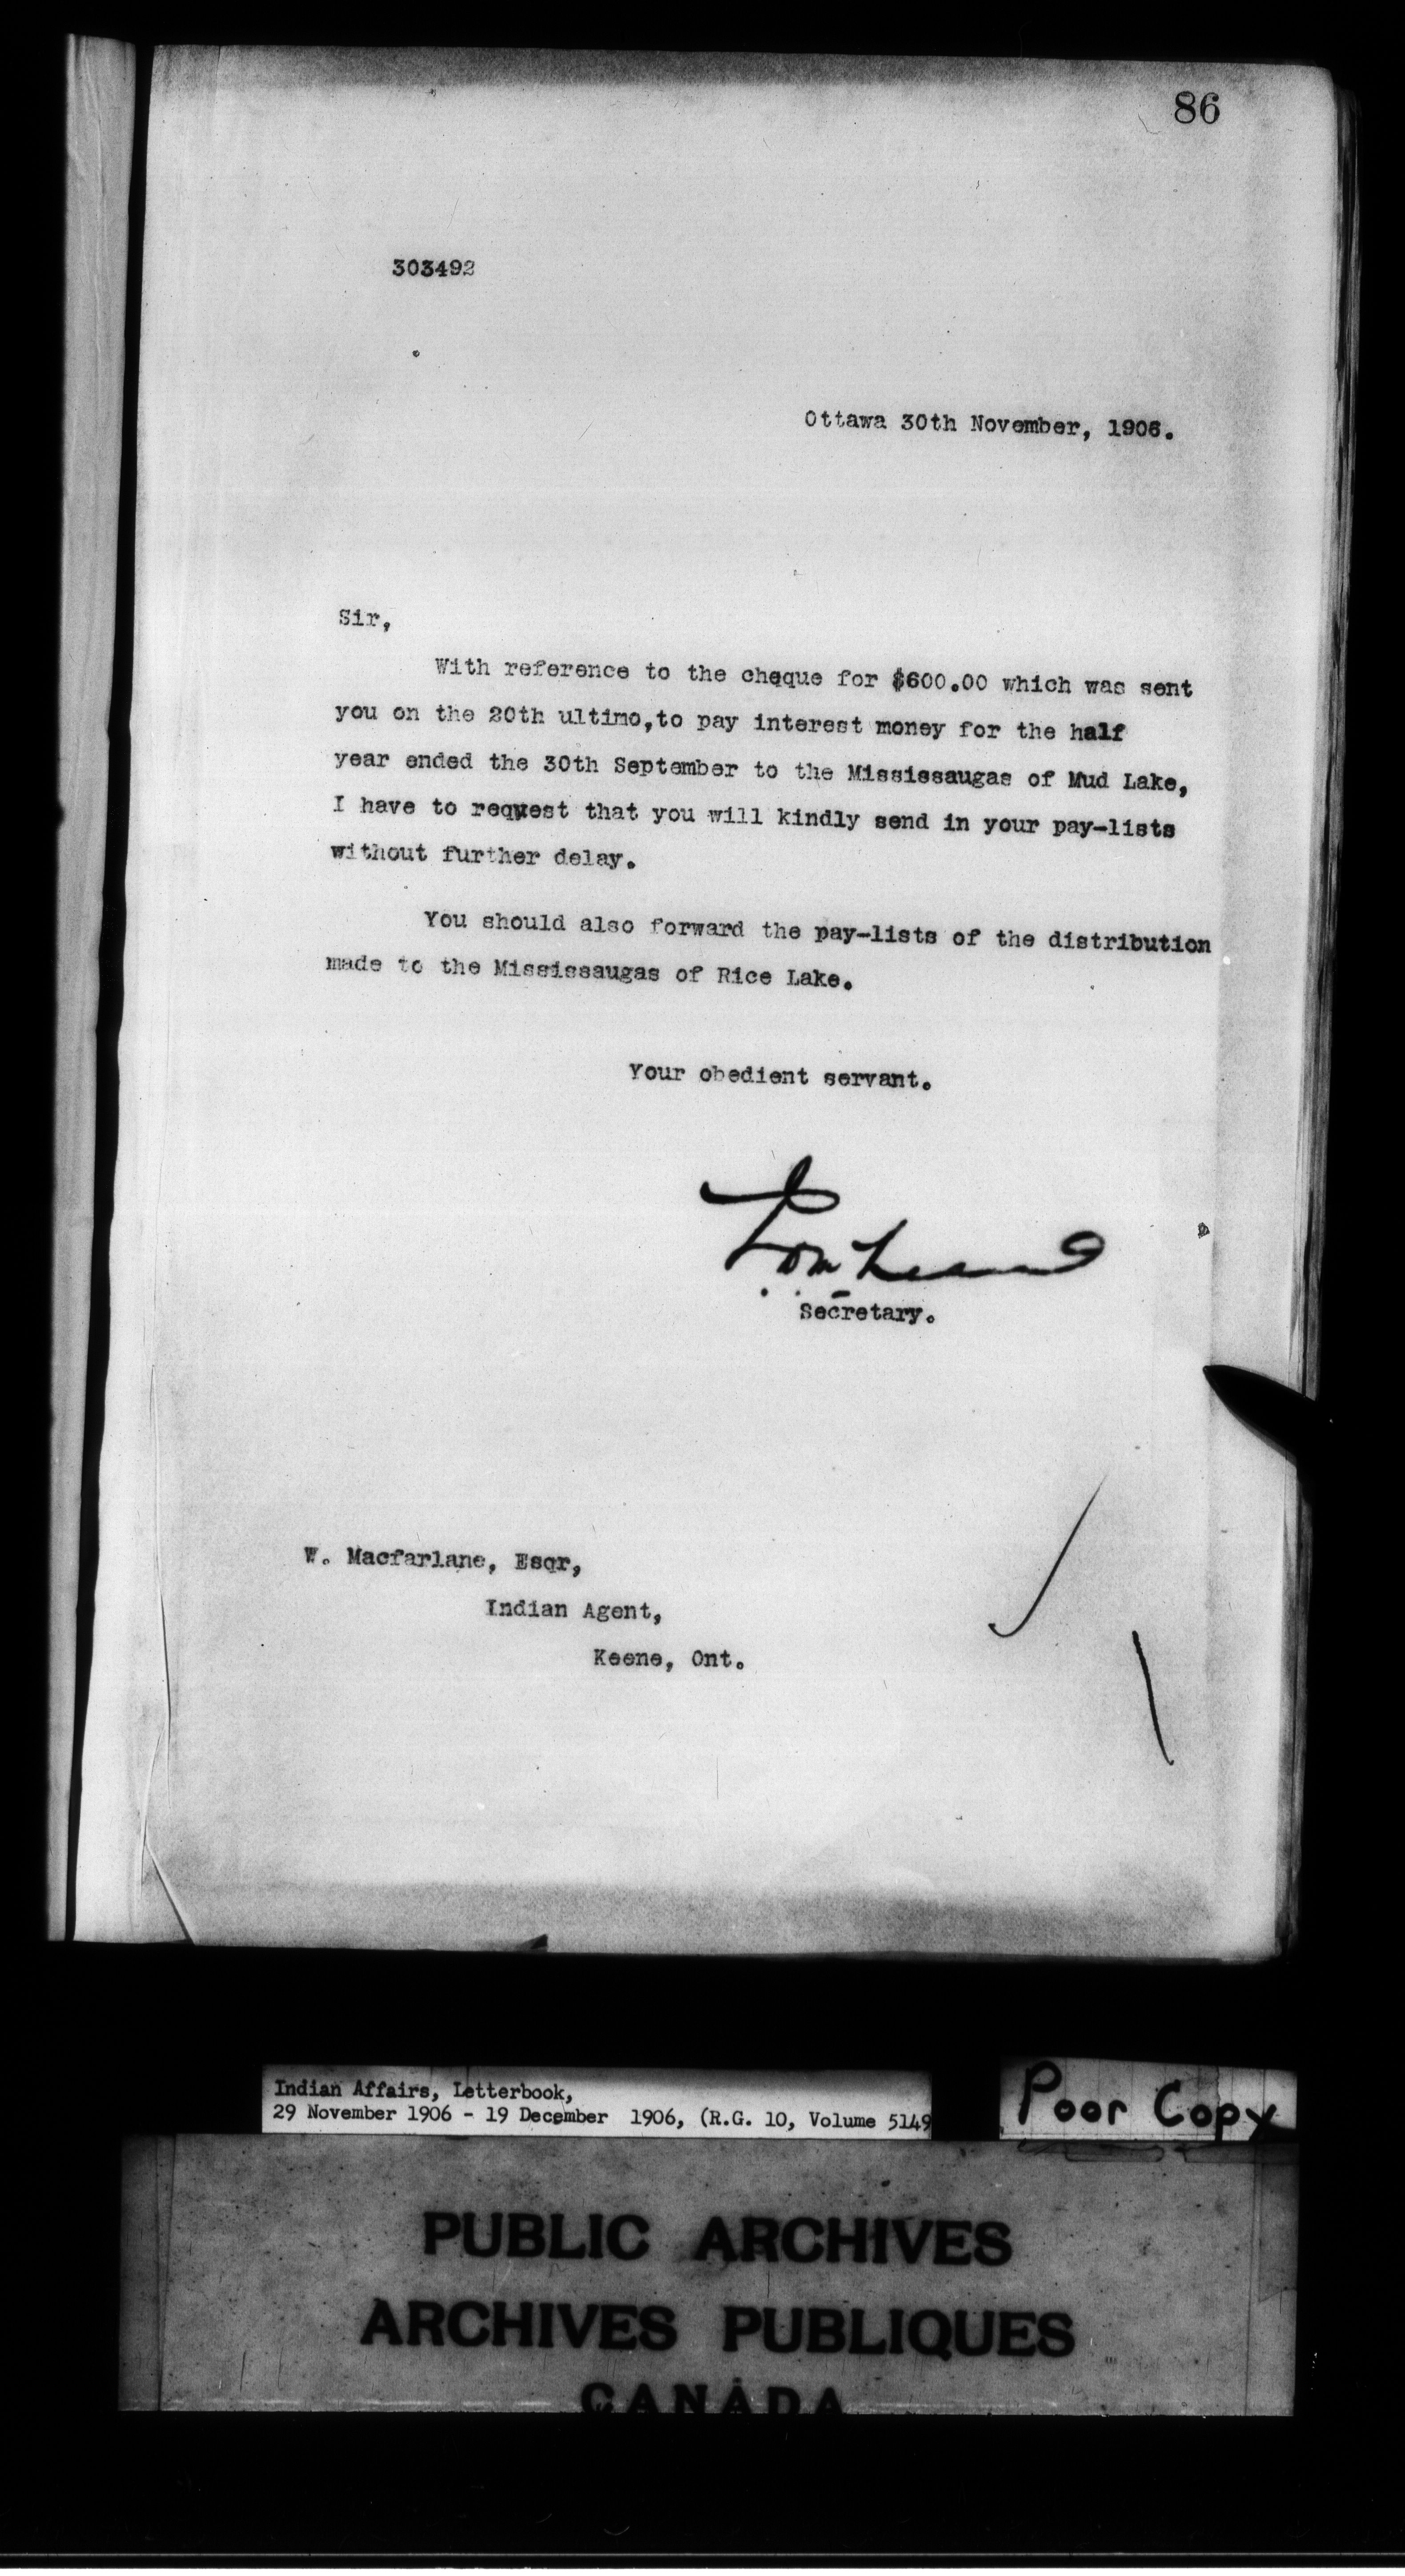 86
303492
Ottawa 30th November, 1906.
Sir,
With reference to the cheque for $600.00 which was sent
you on the 20th ultimo, to pay interest money for the half
year ended the 30th September to the Mississaugas of Mud Lake,
I have to request that you will kindly send in your pay-lists
without further delay.
You should also forward the pay-lists of the distribution
made to the Mississaugas of Rice Lake.
Your obedient servant.
Secretary.
W. Macfarlane, Esqr,
Indian Agent,
Keene, Ont.
Indian Affairs, Letterbook,
29 November 1906 - 19 December 1906, (R.G. 10, Volume 5149
Poor Copy
PUBLIC ARCHIVES
ARCHIVES PUBLIQUES
CANADA